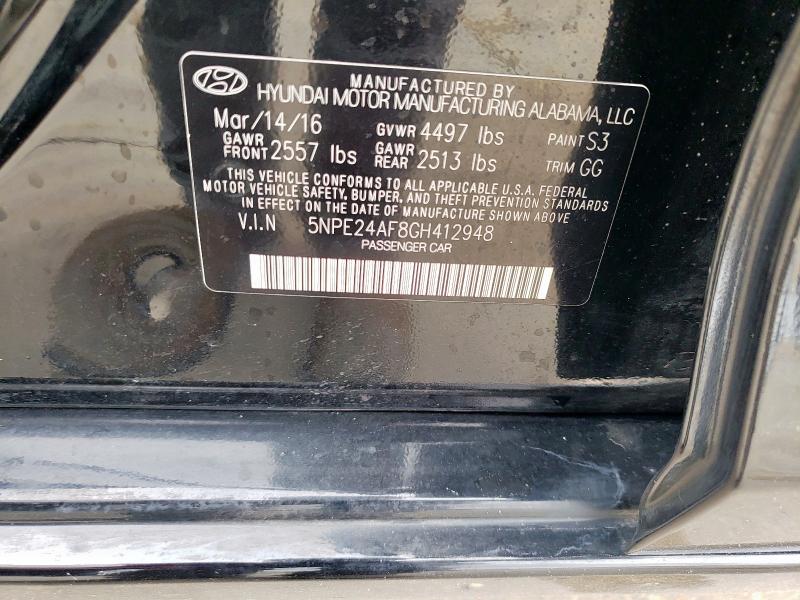 MANUFACTURED BY
HYUNDAI MOTOR MANUFACTURING ALABAMA, LLC
Mar/14/16 GVWR 4497 lbs PAINT S3
GAWR FRONT 2557 lbs GAWR REAR 2513 lbs TRIM GG
THIS VEHICLE CONFORMS TO ALL APPLICABLE U.S.A. FEDERAL
MOTOR VEHICLE SAFETY, BUMPER, AND THEFT PREVENTION STANDARDS
IN EFFECT ON THE DATE OF MANUFACTURE SHOWN ABOVE
V.I.N 5NPE24AF8GH412948
PASSENGER CAR